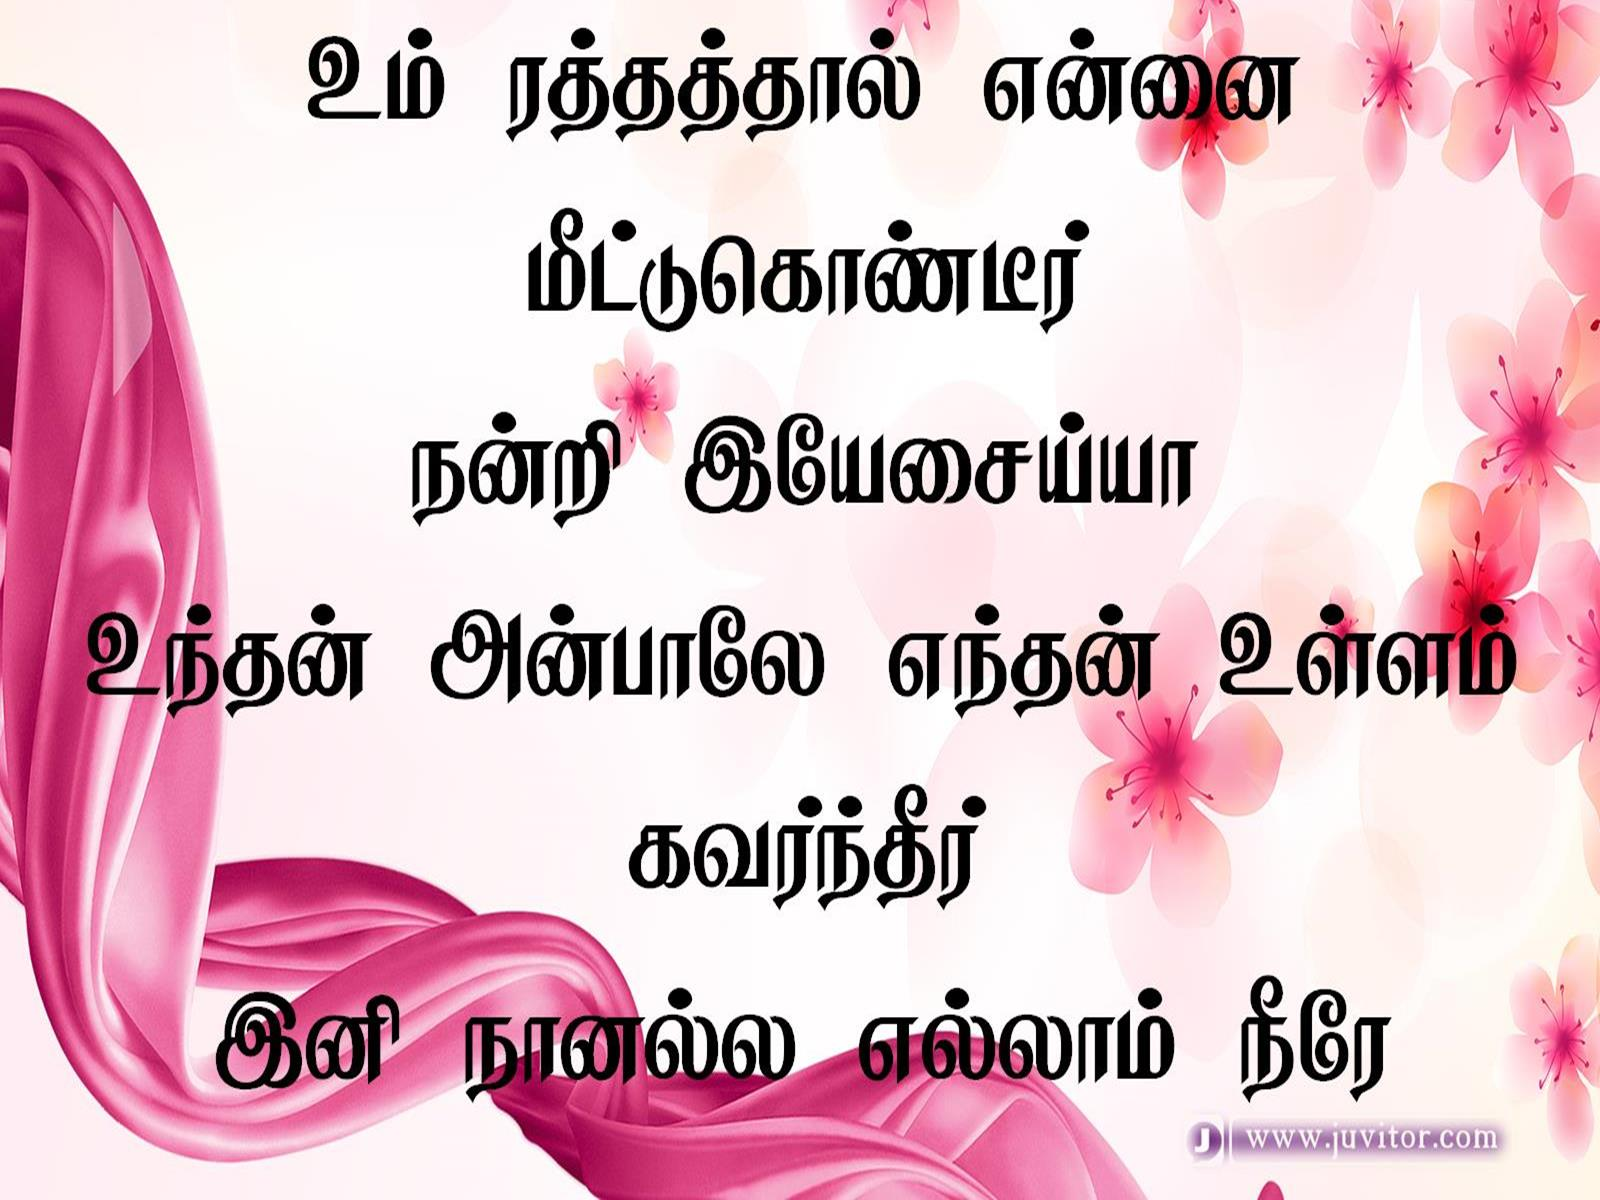 உம் ரத்தத்தால் என்னை
மீட்டுகொண்டீர்
நன்றி இயேசைய்யா
உந்தன் அன்பாலே எந்தன் உள்ளம்
கவர்ந்தீர்
இனி நானல்ல எல்லாம் நீரே
J www.juvitor.com